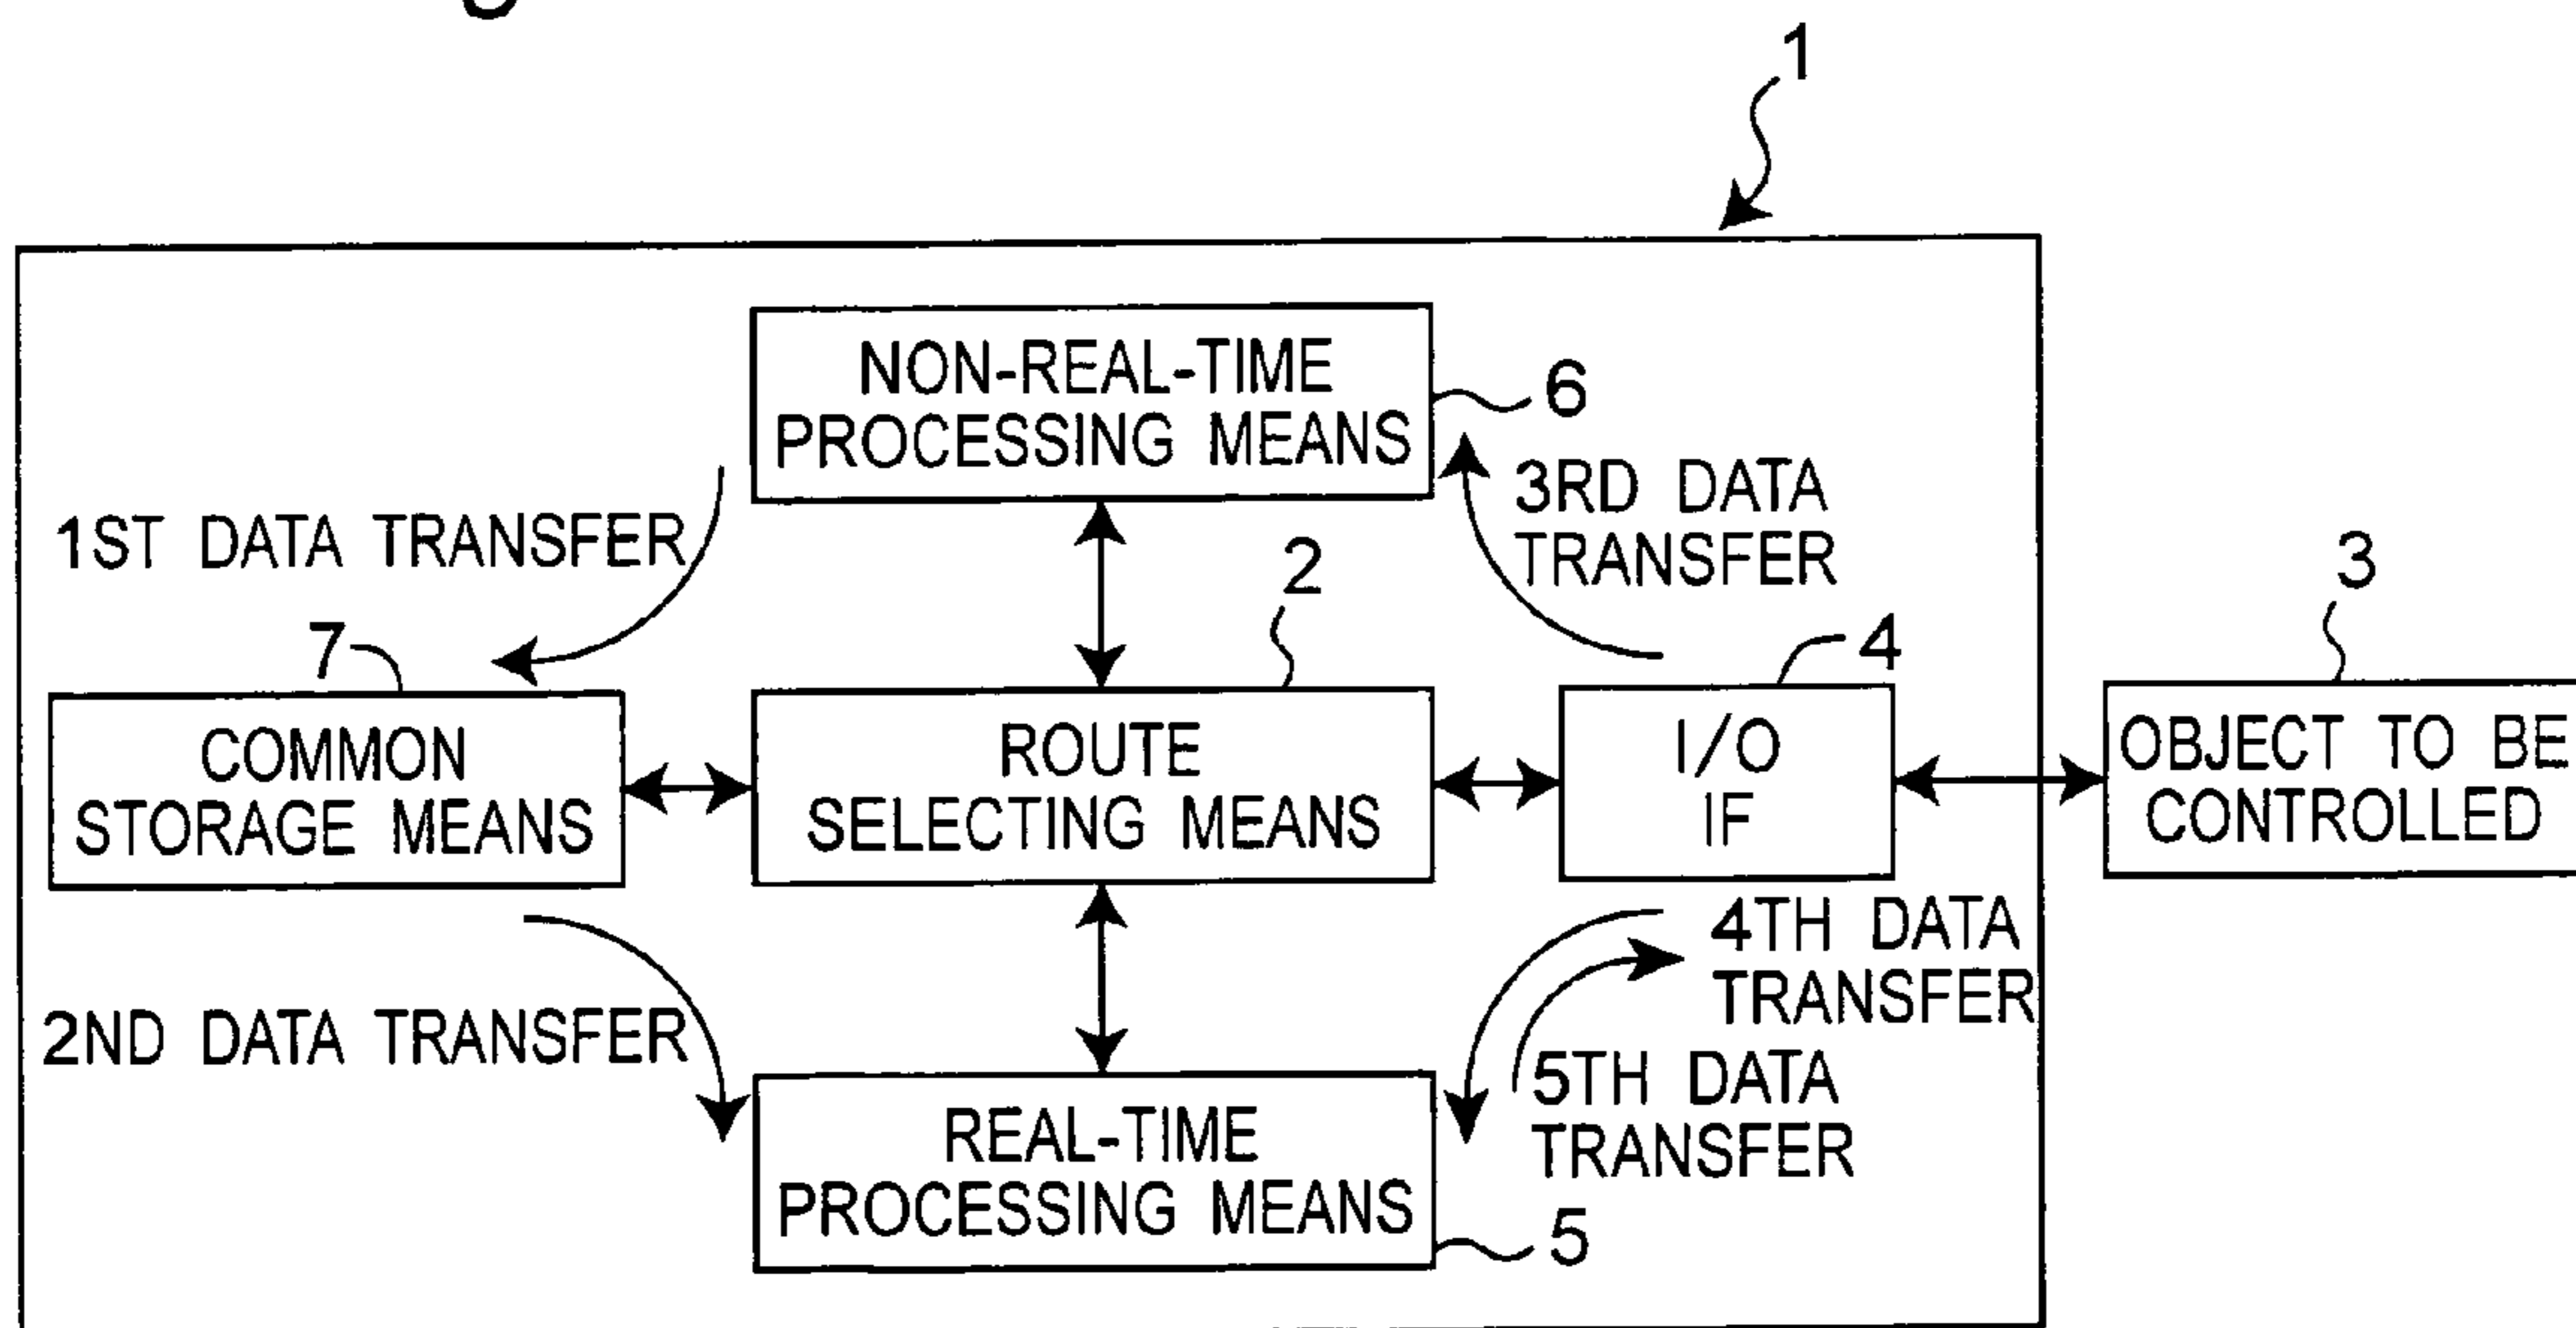 1
NON-REAL-TIME
PROCESSING MEANS
6
1ST DATA TRANSFER
3RD DATA
TRANSFER
7
2
4
3
COMMON
STORAGE MEANS
ROUTE
SELECTING MEANS
I/O
IF
OBJECT TO BE
CONTROLLED
2ND DATA TRANSFER
4TH DATA
TRANSFER
5TH DATA
TRANSFER
REAL-TIME
PROCESSING MEANS
5